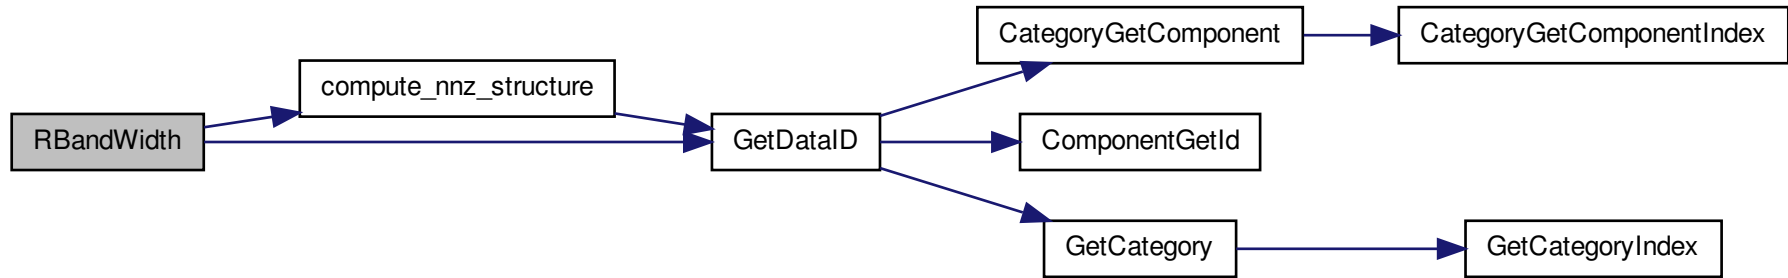 RBandWidth
compute_nnz_structure
GetDataID
CategoryGetComponent
CategoryGetComponentIndex
ComponentGetId
GetCategory
GetCategoryIndex